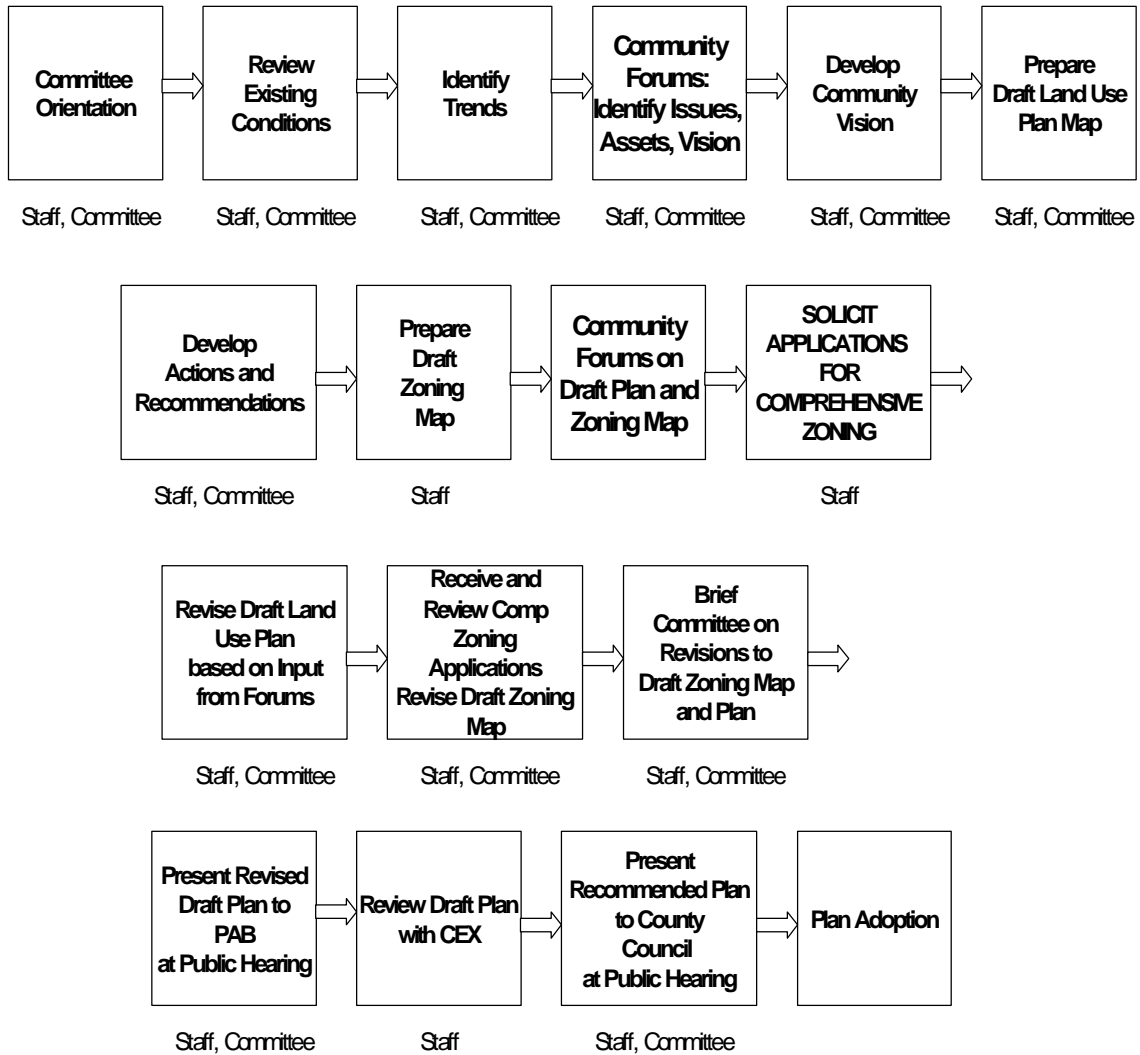 Committee
Orientation
Review
Existing
Conditions
Identify
Trends
Community
Forums:
Identify Issues,
Assets, Vision
Develop
Community
Vision
Prepare
Draft Land Use
Plan Map
Staff, Committee
Staff, Committee
Staff, Committee
Staff, Committee
Staff, Committee
Staff, Committee
Develop
Actions and
Recommendations
Prepare
Draft
Zoning
Map
Community
Forums on
Draft Plan and
Zoning Map
SOLICIT
APPLICATIONS
FOR
COMPREHENSIVE
ZONING
Staff, Committee
Staff
Staff
Revise Draft Land
Use Plan
based on Input
from Forums
Receive and
Review Comp
Zoning
Applications
Revise Draft Zoning
Map
Brief
Committee on
Revisions to
Draft Zoning Map
and Plan
Staff, Committee
Staff, Committee
Staff, Committee
Present Revised
Draft Plan to
PAB
at Public Hearing
Review Draft Plan
with CEX
Present
Recommended Plan
to County
Council
at Public Hearing
Plan Adoption
Staff, Committee
Staff
Staff, Committee